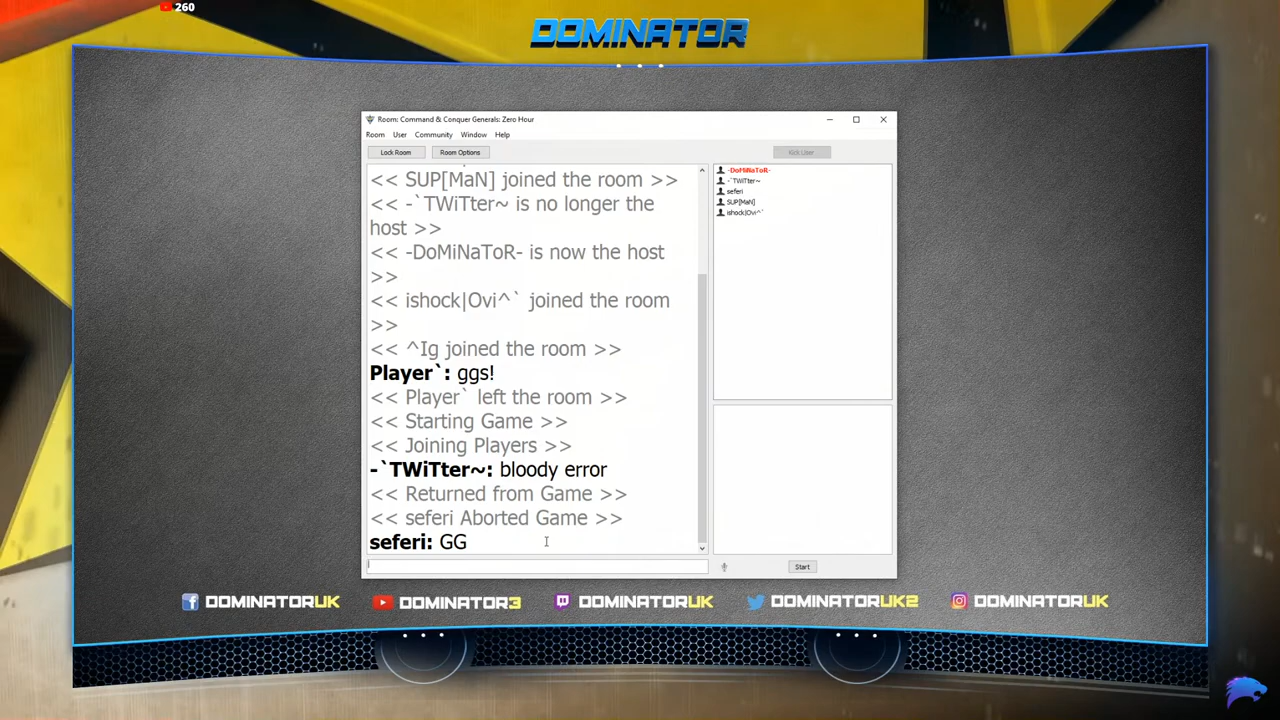 260
DOMINATOR
Room: Command & Conquer Generals: Zero Hour
Room User Community Window Help
Lock Room Room Options Kick User
<< SUP[MaN] joined the room >>
<< -`TWiTter~ is no longer the
host >>
<< -DoMiNaToR- is now the host
>>
<< ishock|Ovi^` joined the room
>>
<< ^Ig joined the room >>
Player`: ggs!
<< Player` left the room >>
<< Starting Game >>
<< Joining Players >>
-`TWiTter~: bloody error
<< Returned from Game >>
<< seferi Aborted Game >>
seferi: GG
-DoMiNaToR-
-`TWiTter~
seferi
SUP[MaN]
ishock|Ovi^`
Start
DOMINATORUK DOMINATOR3 DOMINATORUK DOMINATORUK2 DOMINATORUK